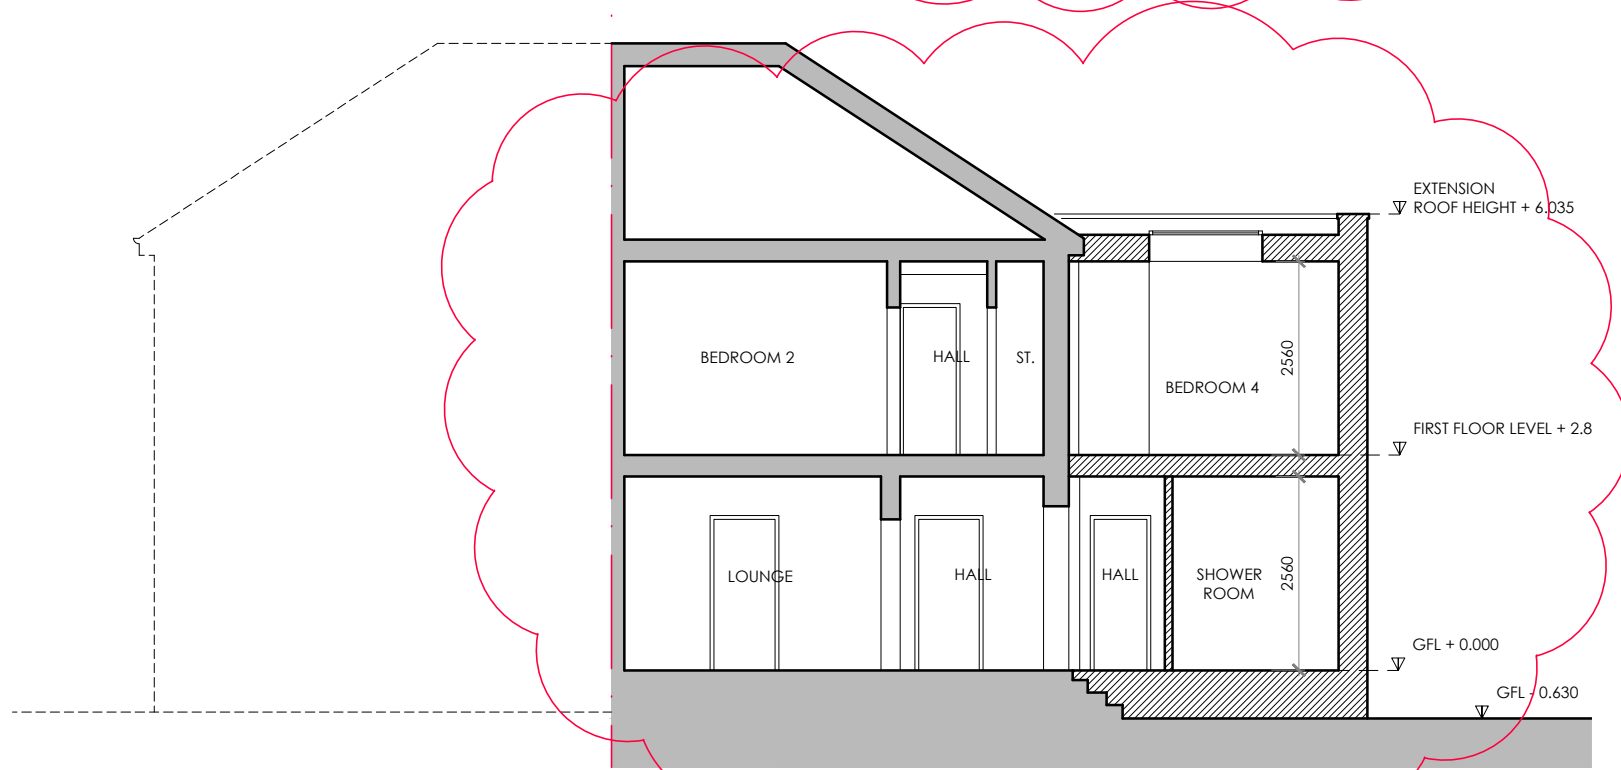 EXTENSION
ROOF HEIGHT + 6.035
BEDROOM 2
HALL
ST.
2560
BEDROOM 4
FIRST FLOOR LEVEL + 2.8
LOUNGE
HALL
HALL
SHOWER
ROOM
2560
GFL + 0.000
GFL - 0.630